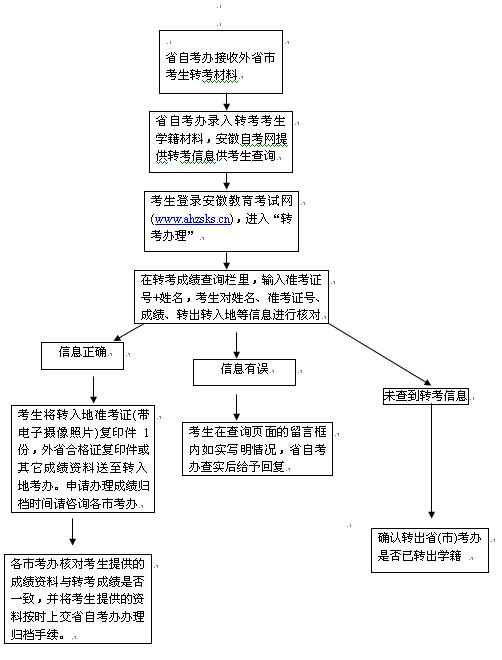 省自考办接收外省市
考生转考材料
省自考办录入转考考生
学籍材料，安徽自考网提
供转考信息供考生查询
考生登录安徽教育考试网
(www.ahzsks.cn)，进入“转
考办理”
在转考成绩查询栏里，输入准考证
号+姓名，考生对姓名、准考证号、
成绩、转出转入地等信息进行核对
信息正确
信息有误
未查到转考信息
考生将转入地准考证(带
电子摄像照片)复印件 1
份，外省合格证复印件或
其它成绩资料送至转入
地考办。申请办理成绩归
档时间请咨询各市考办
考生在查询页面的留言框
内如实写明情况，省自考
办查实后给予回复
确认转出省(市)考办
是否已转出学籍
各市考办核对考生提供的
成绩资料与转考成绩是否
一致，并将考生提供的资
料按时上交省自考办办理
归档手续。